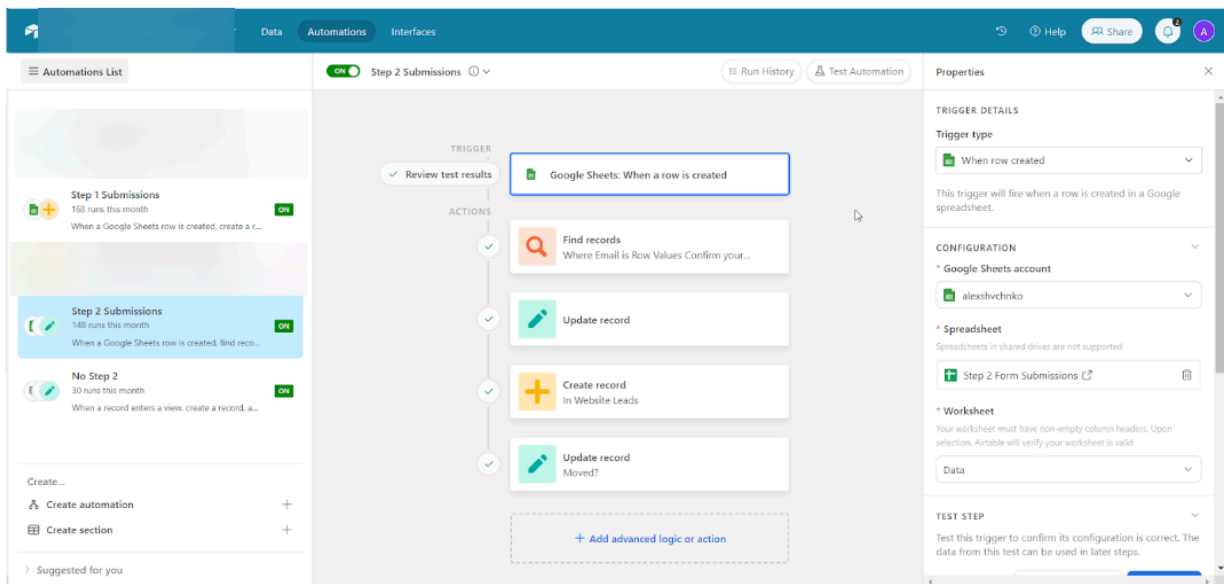 Data
Automations
Interfaces
Help
Share
2
A
Automations List
ON
Step 2 Submissions
Run History
Test Automation
Properties
Step 1 Submissions
168 runs this month
When a Google Sheets row is created, create a r...
ON
Step 2 Submissions
148 runs this month
When a Google Sheets row is created, find reco...
ON
No Step 2
30 runs this month
When a record enters a view, create a record, a...
ON
Create...
Create automation
Create section
Suggested for you
TRIGGER
Review test results
Google Sheets: When a row is created
ACTIONS
Find records
Where Email is Row Values Confirm your...
Update record
Create record
In Website Leads
Update record
Moved?
+ Add advanced logic or action
TRIGGER DETAILS
Trigger type
When row created
This trigger will fire when a row is created in a Google
spreadsheet.
CONFIGURATION
* Google Sheets account
alexshvchnko
* Spreadsheet
Spreadsheets in shared drives are not supported
Step 2 Form Submissions
* Worksheet
Your worksheet must have non-empty column headers. Upon
selection, Airtable will verify your worksheet is valid
Data
TEST STEP
Test this trigger to confirm its configuration is correct. The
data from this test can be used in later steps.